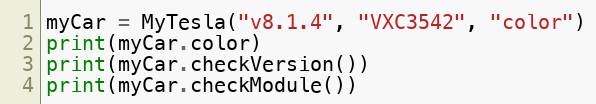 1 myCar = MyTesla("v8.1.4", "VXC3542", "color")
2 print(myCar.color)
3 print(myCar.checkVersion())
4 print(myCar.checkModule())